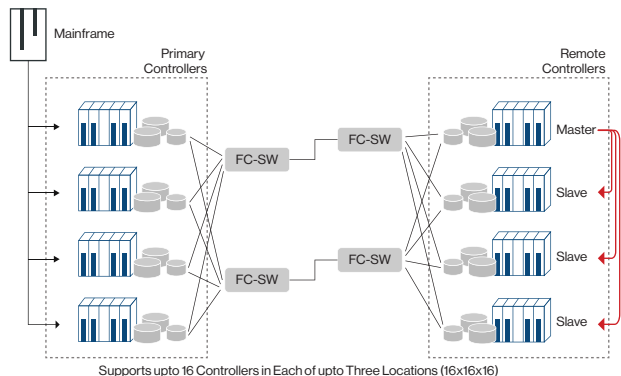 Mainframe
Primary
Controllers
Remote
Controllers
Master
FC-SW
FC-SW
Slave
Slave
FC-SW
FC-SW
Slave
Supports upto 16 Controllers in Each of upto Three Locations (16x16x16)